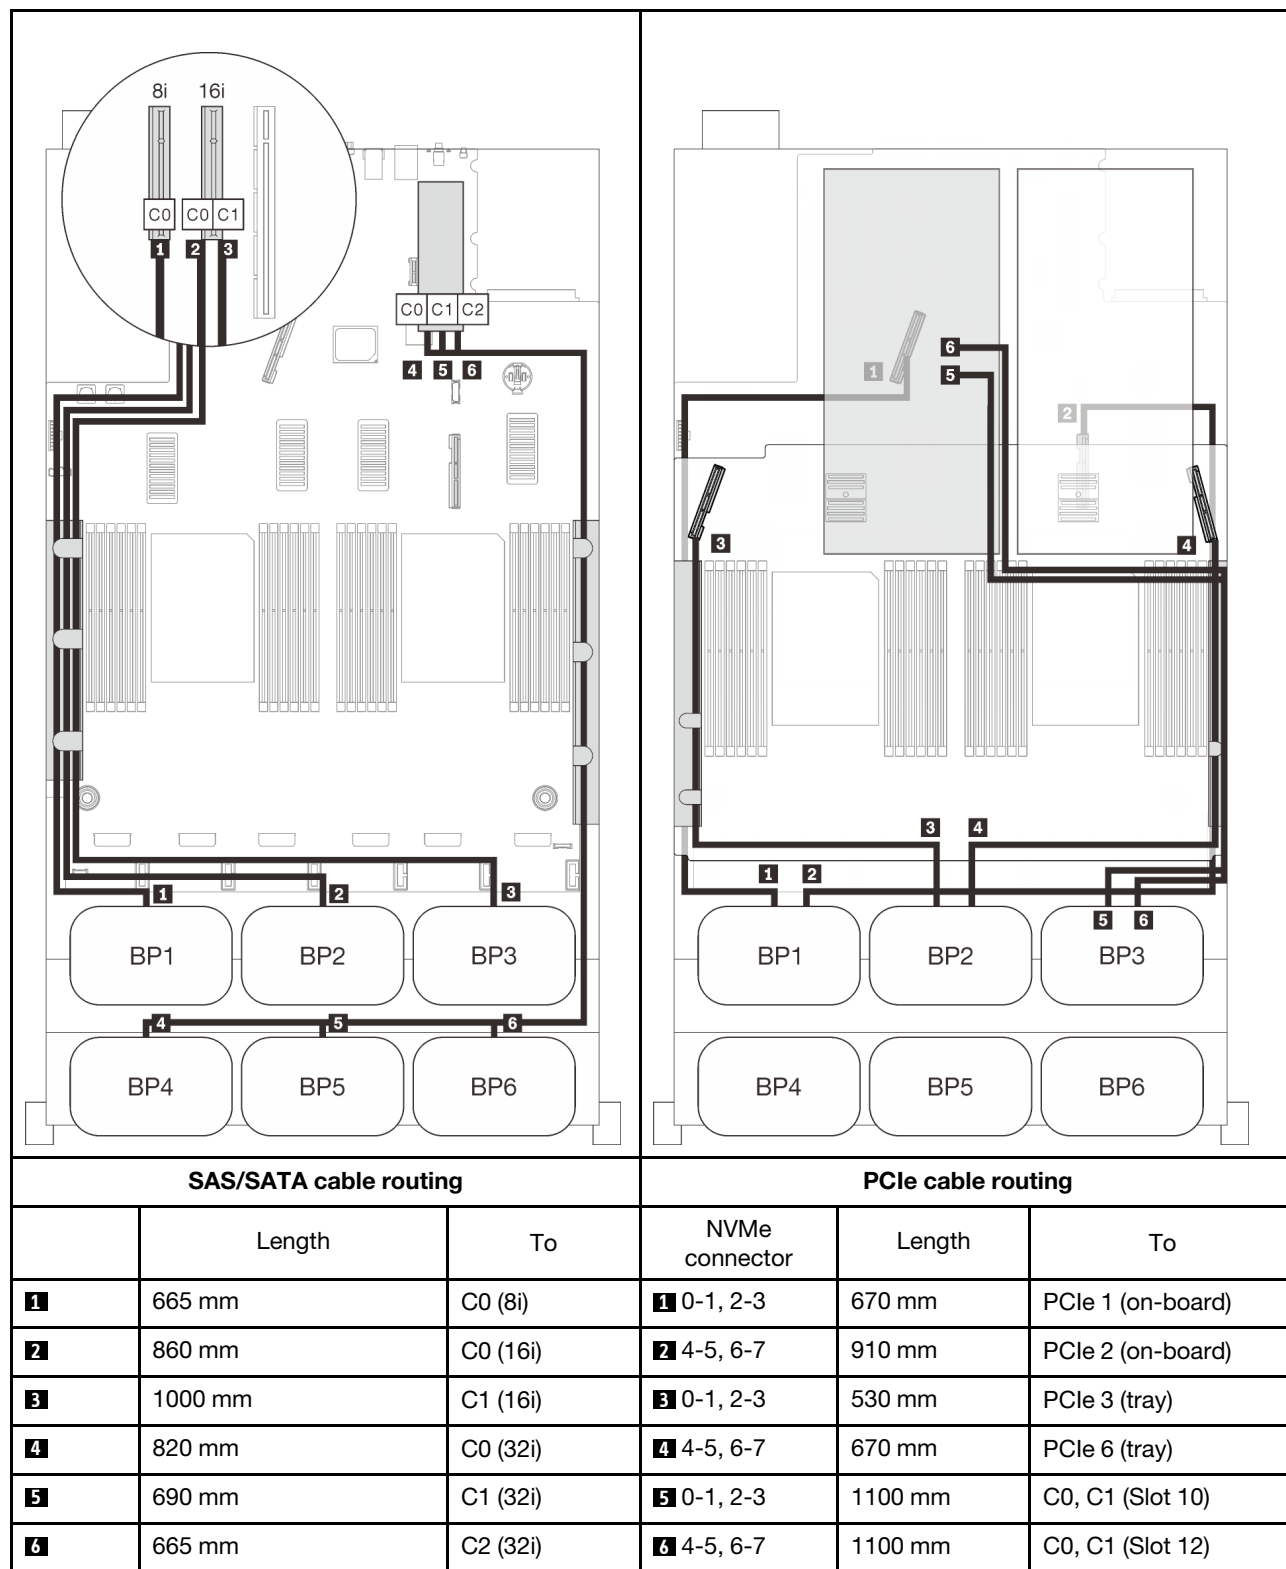 8i 16i
C0 C0 C1
1 2 3
C0 C1 C2
4 5 6
1 2 3
BP1 BP2 BP3
4 5 6
BP4 BP5 BP6
6
1 5
2
3 4
3 4
1 2
5 6
BP1 BP2 BP3
BP4 BP5 BP6
SAS/SATA cable routing PCIe cable routing
Length To NVMe connector Length To
1 665 mm C0 (8i) 1 0-1, 2-3 670 mm PCIe 1 (on-board)
2 860 mm C0 (16i) 2 4-5, 6-7 910 mm PCIe 2 (on-board)
3 1000 mm C1 (16i) 3 0-1, 2-3 530 mm PCIe 3 (tray)
4 820 mm C0 (32i) 4 4-5, 6-7 670 mm PCIe 6 (tray)
5 690 mm C1 (32i) 5 0-1, 2-3 1100 mm C0, C1 (Slot 10)
6 665 mm C2 (32i) 6 4-5, 6-7 1100 mm C0, C1 (Slot 12)